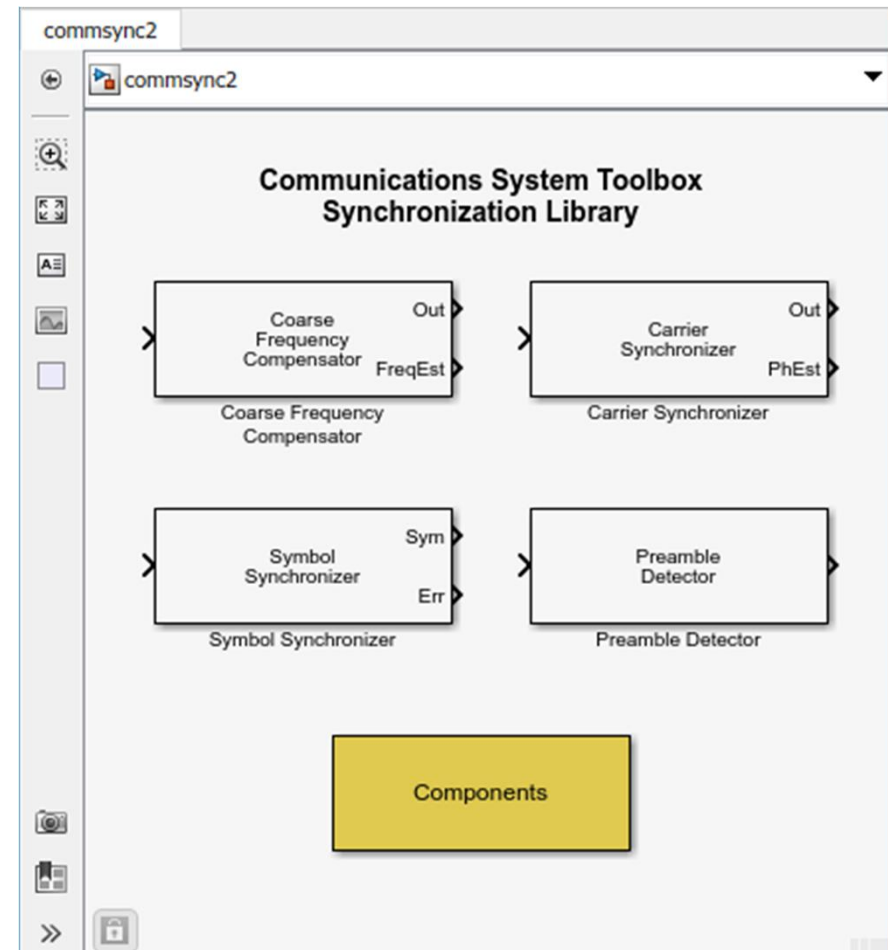 commsync2
commsync2
Communications System Toolbox
Synchronization Library
Coarse
Frequency
Compensator
Out
FreqEst
Coarse Frequency
Compensator
Carrier
Synchronizer
Out
PhEst
Carrier Synchronizer
Symbol
Synchronizer
Sym
Err
Symbol Synchronizer
Preamble
Detector
Preamble Detector
Components